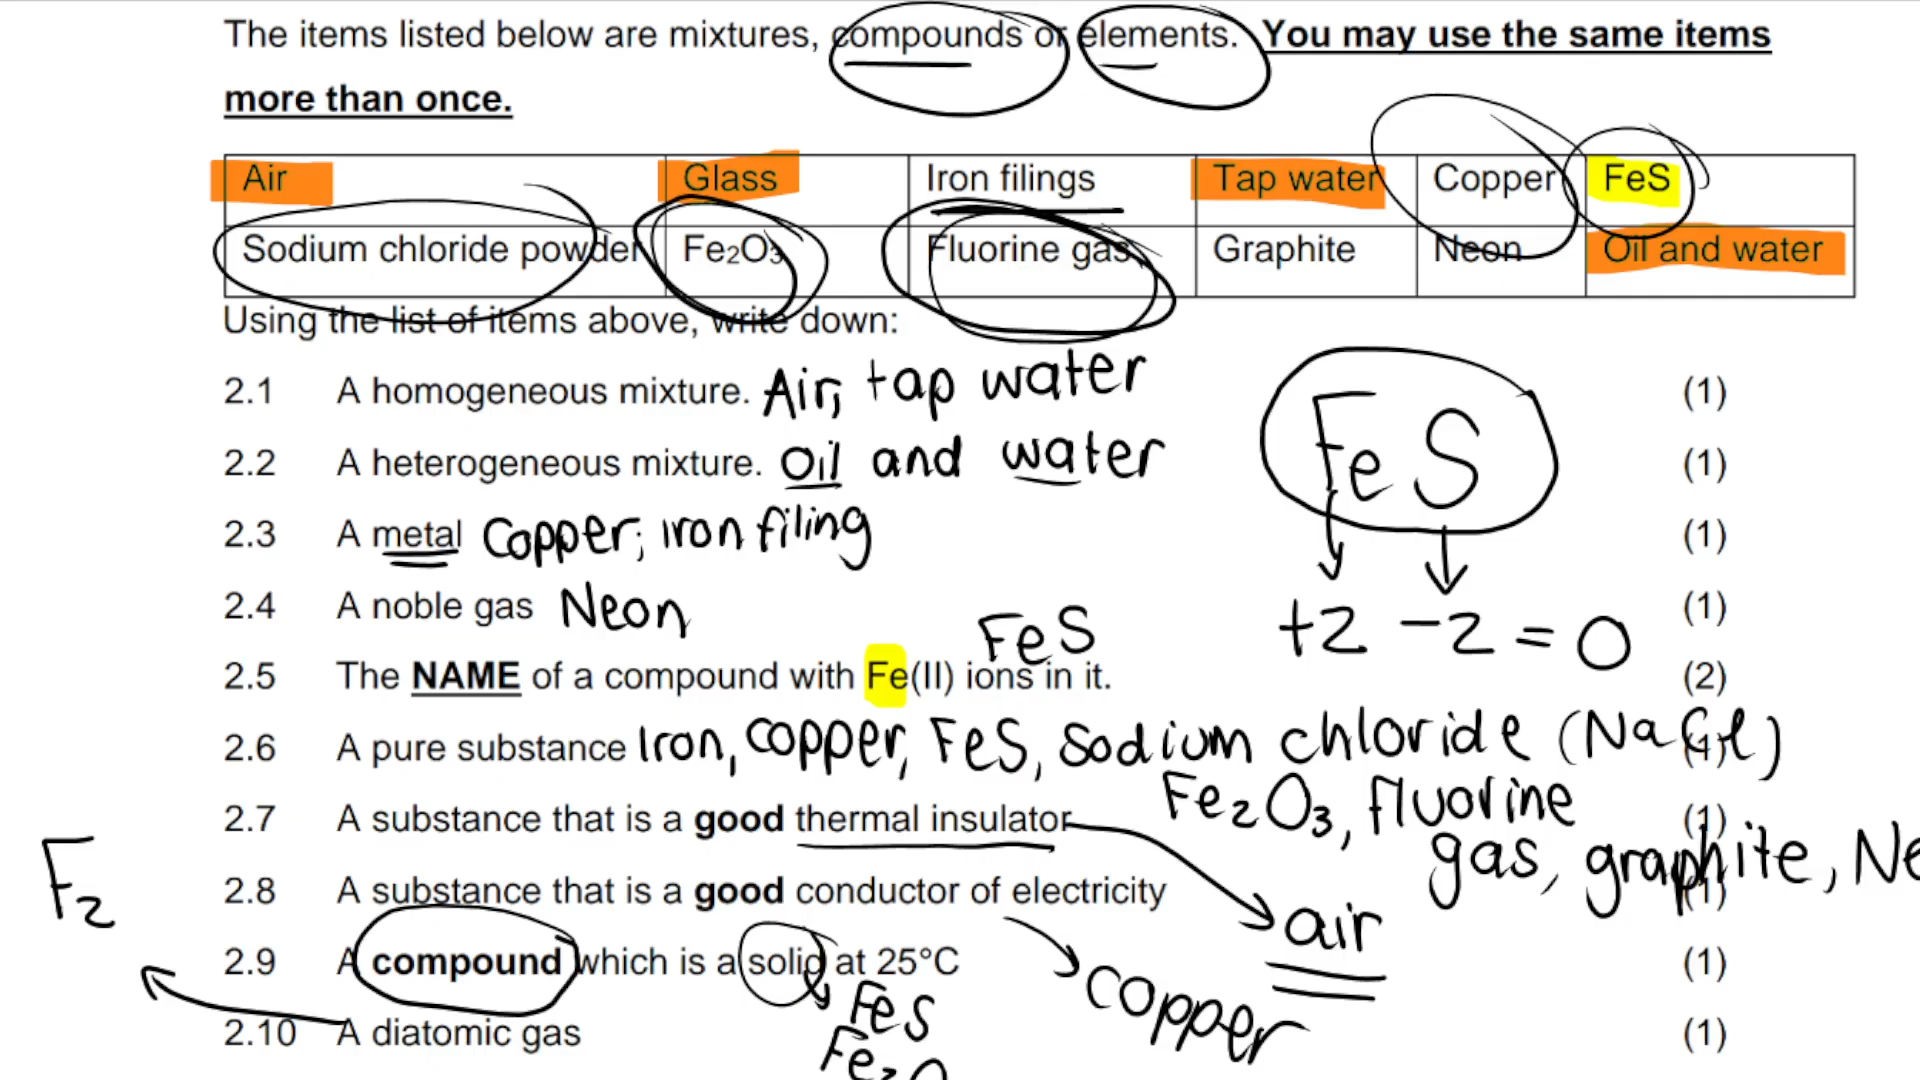 The items listed below are mixtures, compounds or elements. You may use the same items
more than once.
Air Glass Iron filings Tap water Copper FeS
Sodium chloride powder Fe₂O₃ Fluorine gas Graphite Neon Oil and water
Using the list of items above, write down:
2.1 A homogeneous mixture. Air, tap water (1)
2.2 A heterogeneous mixture. Oil and water (1)
FeS
2.3 A metal Copper; Iron filing (1)
2.4 A noble gas Neon (1)
+2 -2 = 0
FeS
2.5 The NAME of a compound with Fe(II) ions in it. (2)
2.6 A pure substance Iron, copper, FeS, Sodium chloride (NaCl) (1)
Fe₂O₃, fluorine
gas, graphite, Ne
2.7 A substance that is a good thermal insulator (1)
air
2.8 A substance that is a good conductor of electricity (1)
copper
F₂
2.9 A compound which is a solid at 25°C (1)
FeS
Fe₂O
2.10 A diatomic gas (1)